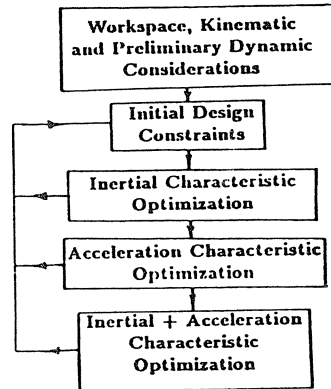 Workspace, Kinematic
and Preliminary Dynamic
Considerations
Initial Design
Constraints
Inertial Characteristic
Optimization
Acceleration Characteristic
Optimization
Inertial + Acceleration
Characteristic
Optimization